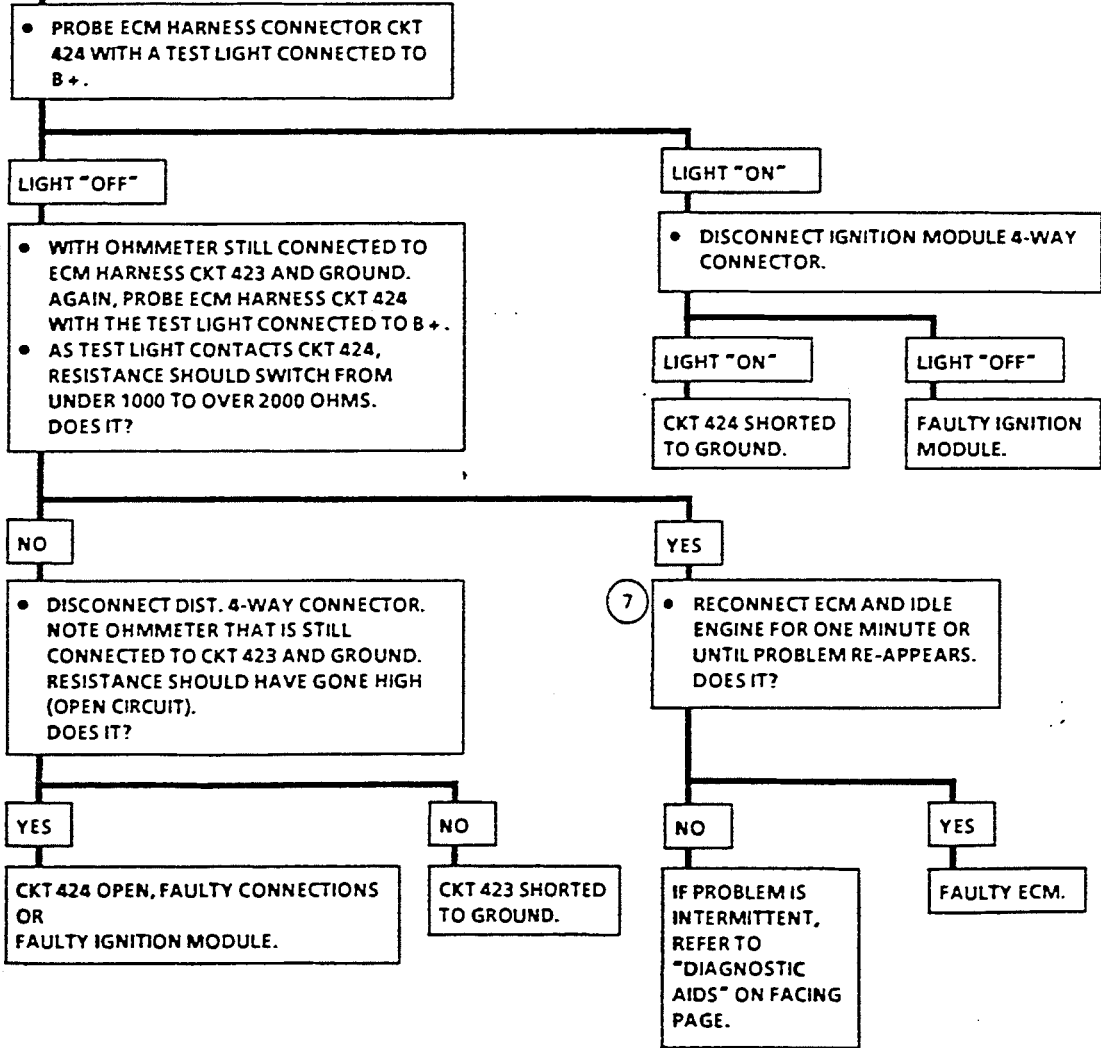 • PROBE ECM HARNESS CONNECTOR CKT
424 WITH A TEST LIGHT CONNECTED TO
B+.
LIGHT "OFF"
LIGHT "ON"
• WITH OHMMETER STILL CONNECTED TO
ECM HARNESS CKT 423 AND GROUND.
AGAIN, PROBE ECM HARNESS CKT 424
WITH THE TEST LIGHT CONNECTED TO B+.
• AS TEST LIGHT CONTACTS CKT 424,
RESISTANCE SHOULD SWITCH FROM
UNDER 1000 TO OVER 2000 OHMS.
DOES IT?
• DISCONNECT IGNITION MODULE 4-WAY
CONNECTOR.
LIGHT "ON"
LIGHT "OFF"
CKT 424 SHORTED
TO GROUND.
FAULTY IGNITION
MODULE.
NO
YES
• DISCONNECT DIST. 4-WAY CONNECTOR.
NOTE OHMMETER THAT IS STILL
CONNECTED TO CKT 423 AND GROUND.
RESISTANCE SHOULD HAVE GONE HIGH
(OPEN CIRCUIT).
DOES IT?
7
• RECONNECT ECM AND IDLE
ENGINE FOR ONE MINUTE OR
UNTIL PROBLEM RE-APPEARS.
DOES IT?
YES
NO
NO
YES
CKT 424 OPEN, FAULTY CONNECTIONS
OR
FAULTY IGNITION MODULE.
CKT 423 SHORTED
TO GROUND.
IF PROBLEM IS
INTERMITTENT,
REFER TO
"DIAGNOSTIC
AIDS" ON FACING
PAGE.
FAULTY ECM.